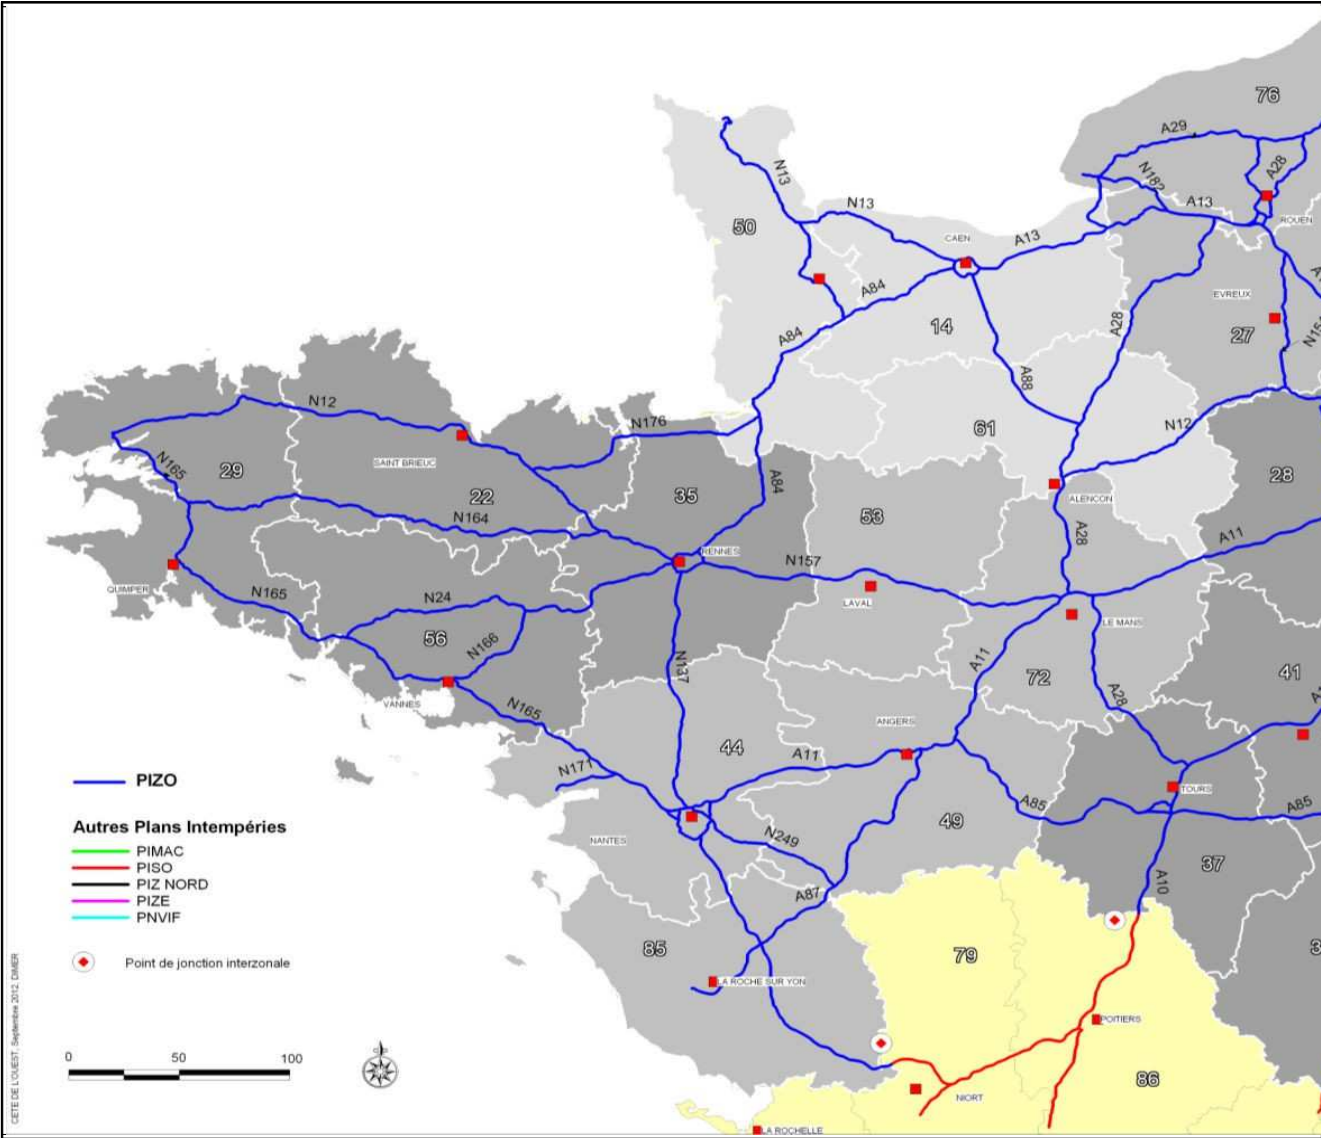 76
A29
A28
N13
N182
A13
N13
ROUEN
50
CAEN
A13
A84
EVREUX
14
A28
27
A84
A88
N12
N176
61
N12
SAINT BRIEUC
N165
29
28
22
35
A84
ALENCON
53
N164
A28
A11
RENNES
N157
QUIMPER
N165
N24
LAVAL
LE MANS
56
N166
N137
A11
72
41
A28
VANNES
N165
ANGERS
44
A11
N171
PIZO
TOURS
A85
A85
49
Autres Plans Intempéries
N249
NANTES
PIMAC
37
PISO
A10
PIZ NORD
A87
PIZE
PNVIF
85
79
Point de jonction interzonale
LA ROCHE SUR YON
POITIERS
0 50 100
86
NIORT
LA ROCHELLE
CETE DE L'OUEST, Septembre 2012, DIMER